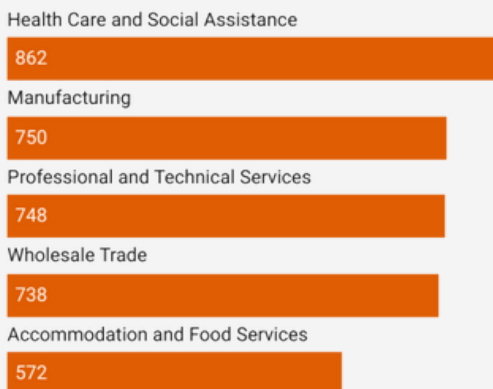 Health Care and Social Assistance
862
Manufacturing
750
Professional and Technical Services
748
Wholesale Trade
738
Accommodation and Food Services
572